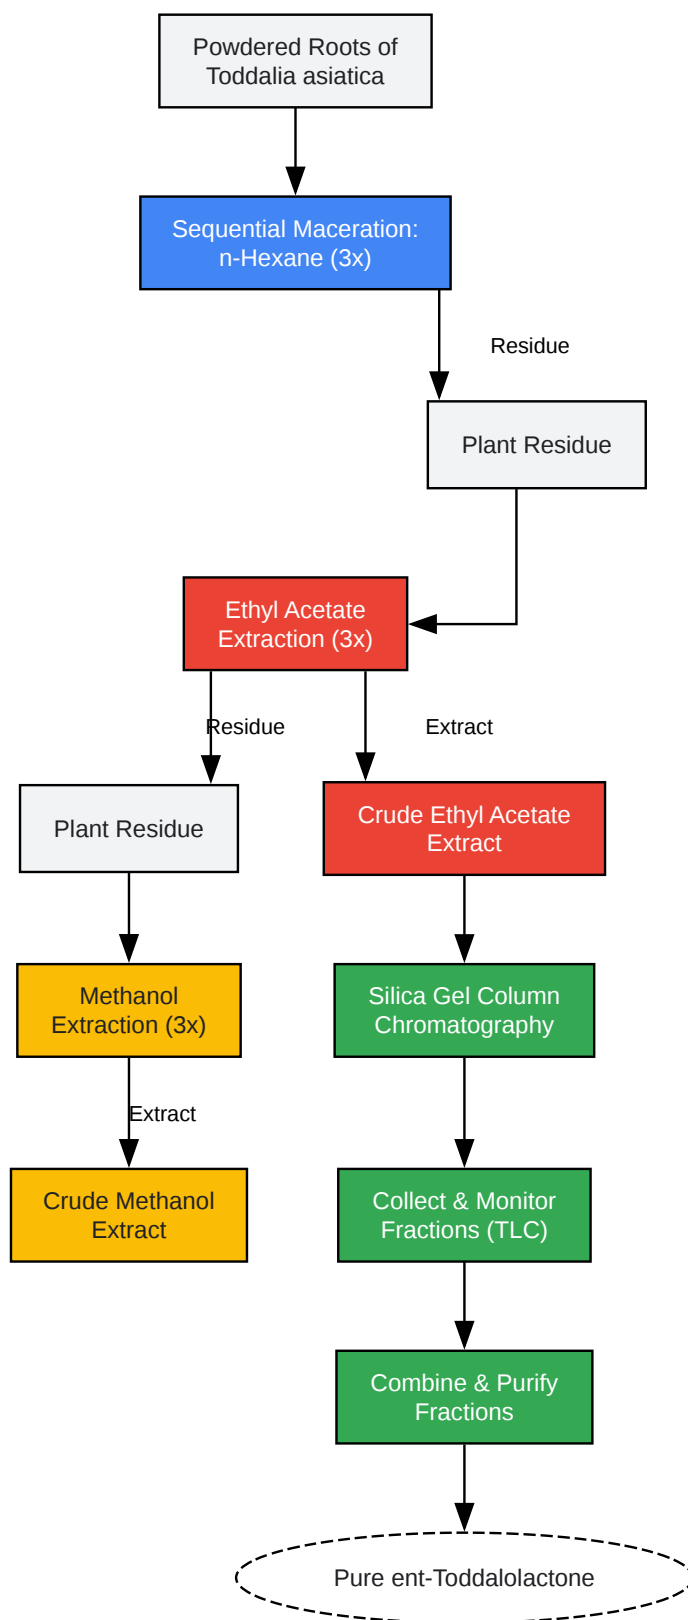 Powdered Roots of
Toddalia asiatica
Sequential Maceration:
n-Hexane (3x)
Residue
Plant Residue
Ethyl Acetate
Extraction (3x)
Residue
Extract
Plant Residue
Crude Ethyl Acetate
Extract
Methanol
Extraction (3x)
Silica Gel Column
Chromatography
Extract
Crude Methanol
Extract
Collect & Monitor
Fractions (TLC)
Combine & Purify
Fractions
Pure ent-Toddalolactone